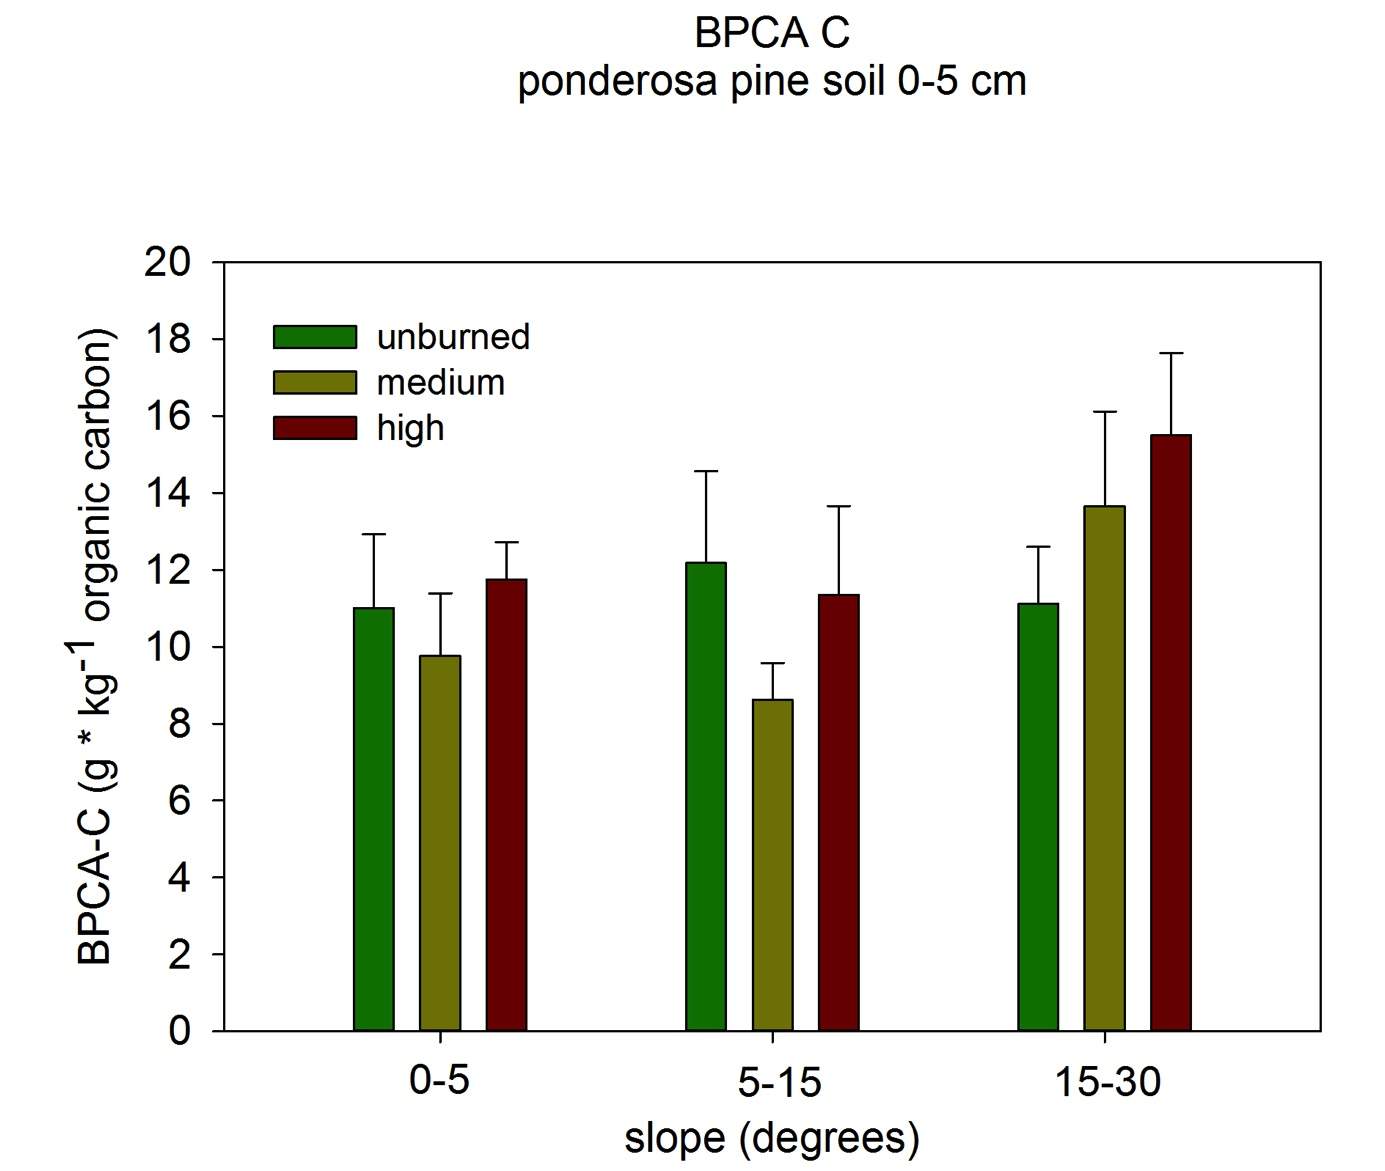 BPCA C
ponderosa pine soil 0-5 cm
BPCA-C (g * kg⁻¹ organic carbon)
20
18
16
14
12
10
8
6
4
2
0
unburned
medium
high
0-5 5-15 15-30
slope (degrees)